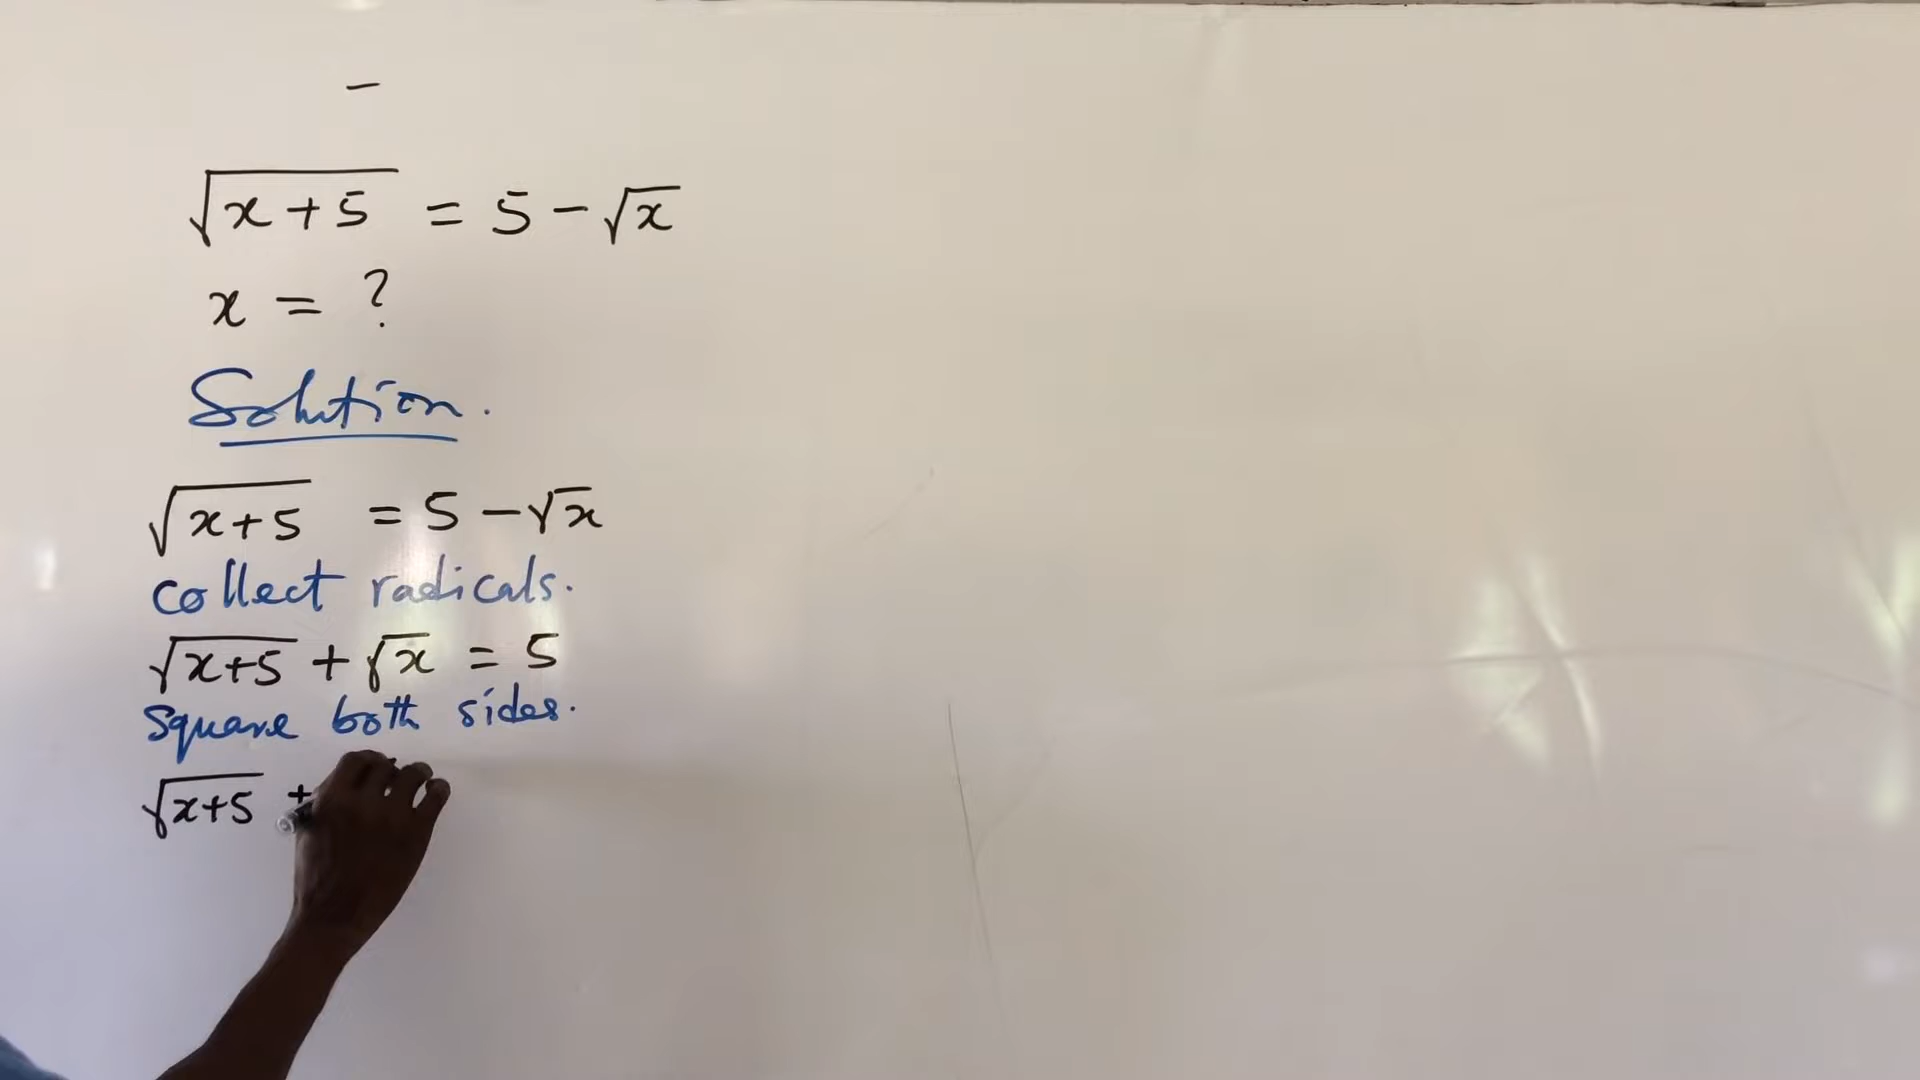 −
√(x+5) = 5 − √x
x = ?
Solution.
√(x+5) = 5 − √x
collect radicals.
√(x+5) + √x = 5
Square both sides.
√(x+5) +